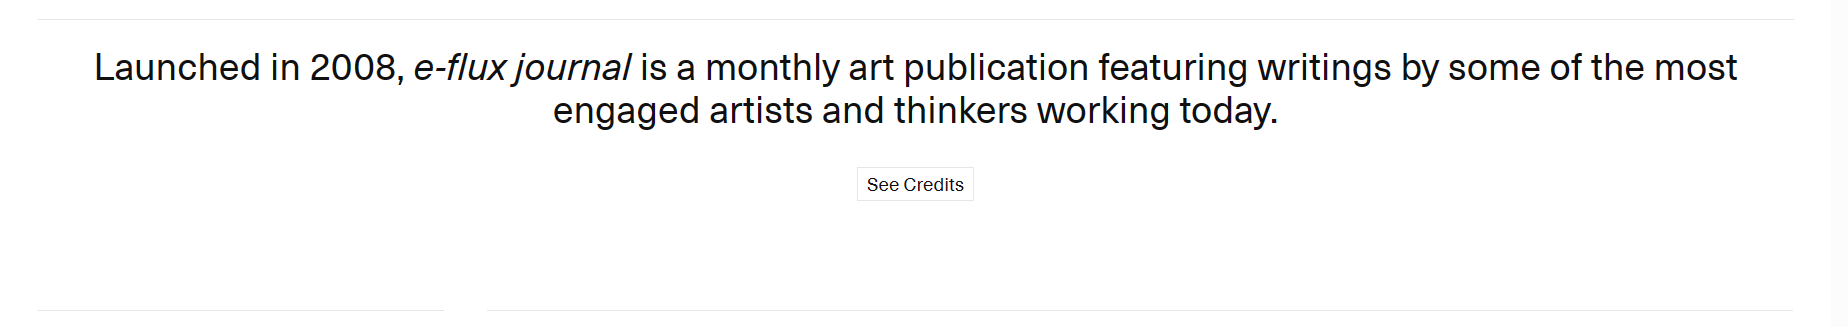 Launched in 2008, e-flux journal is a monthly art publication featuring writings by some of the most
engaged artists and thinkers working today.
See Credits